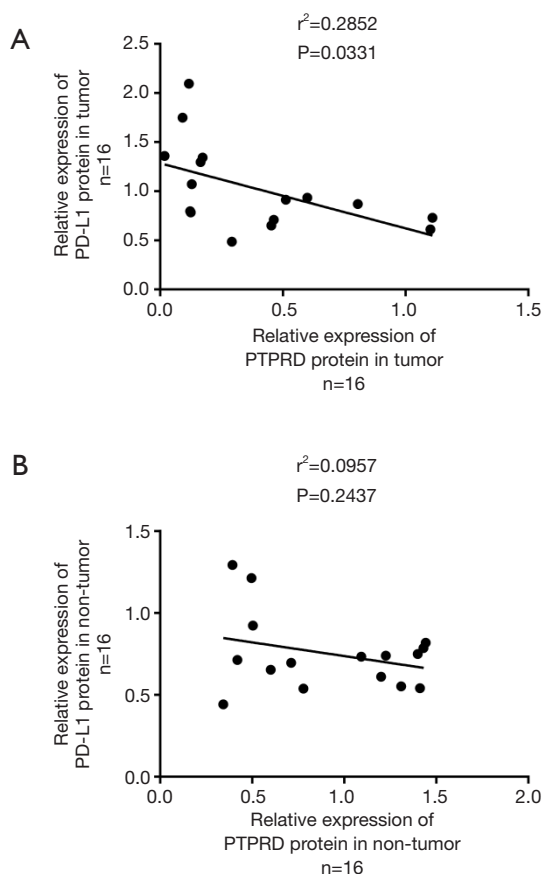 A
r²=0.2852
P=0.0331
Relative expression of
PD-L1 protein in tumor
n=16
2.5
2.0
1.5
1.0
0.5
0.0
0.0 0.5 1.0 1.5
Relative expression of
PTPRD protein in tumor
n=16
B
r²=0.0957
P=0.2437
Relative expression of
PD-L1 protein in non-tumor
n=16
1.5
1.0
0.5
0.0
0.0 0.5 1.0 1.5 2.0
Relative expression of
PTPRD protein in non-tumor
n=16